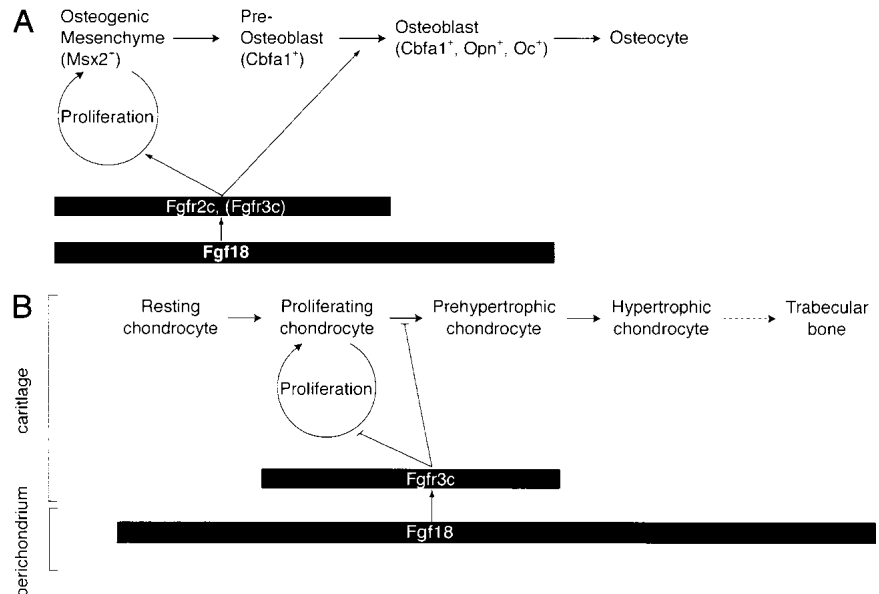 A
Osteogenic
Mesenchyme
(Msx2⁺)
Pre-
Osteoblast
(Cbfa1⁺)
Osteoblast
(Cbfa1⁺, Opn⁺, Oc⁺)
Osteocyte
Proliferation
Fgfr2c, (Fgfr3c)
Fgf18
B
Resting
chondrocyte
Proliferating
chondrocyte
Prehypertrophic
chondrocyte
Hypertrophic
chondrocyte
Trabecular
bone
Proliferation
Fgfr3c
Fgf18
caritlage
perichondrium